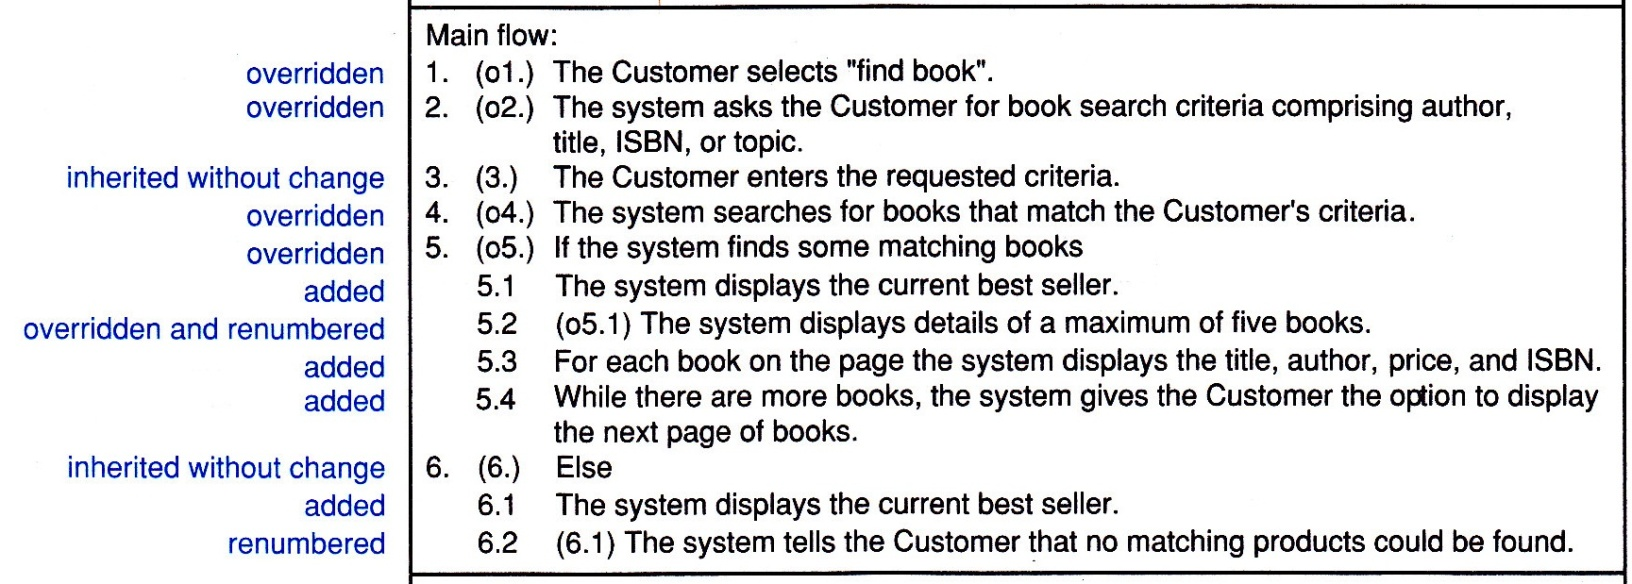 Main flow:
overridden 1. (o1.) The Customer selects "find book".
overridden 2. (o2.) The system asks the Customer for book search criteria comprising author,
title, ISBN, or topic.
inherited without change 3. (3.) The Customer enters the requested criteria.
overridden 4. (o4.) The system searches for books that match the Customer's criteria.
overridden 5. (o5.) If the system finds some matching books
added 5.1 The system displays the current best seller.
overridden and renumbered 5.2 (o5.1) The system displays details of a maximum of five books.
added 5.3 For each book on the page the system displays the title, author, price, and ISBN.
added 5.4 While there are more books, the system gives the Customer the option to display
the next page of books.
inherited without change 6. (6.) Else
added 6.1 The system displays the current best seller.
renumbered 6.2 (6.1) The system tells the Customer that no matching products could be found.